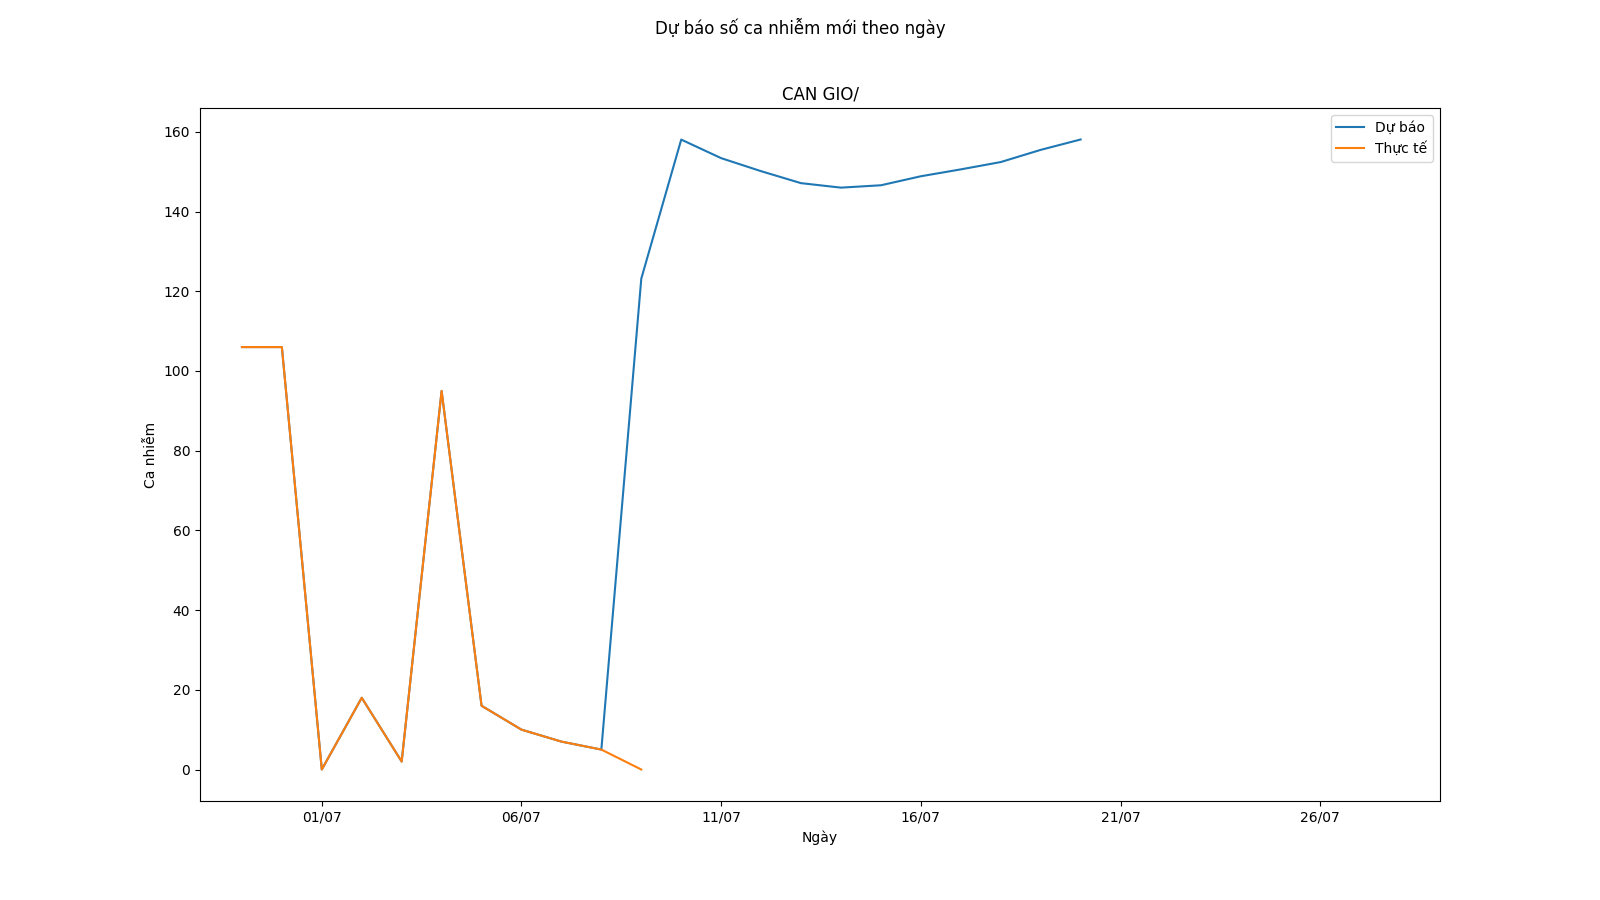 Dự báo số ca nhiễm mới theo ngày
CAN GIO/
Dự báo
Thực tế
160
140
120
100
80
60
40
20
0
Ca nhiễm
01/07
06/07
11/07
16/07
21/07
26/07
Ngày